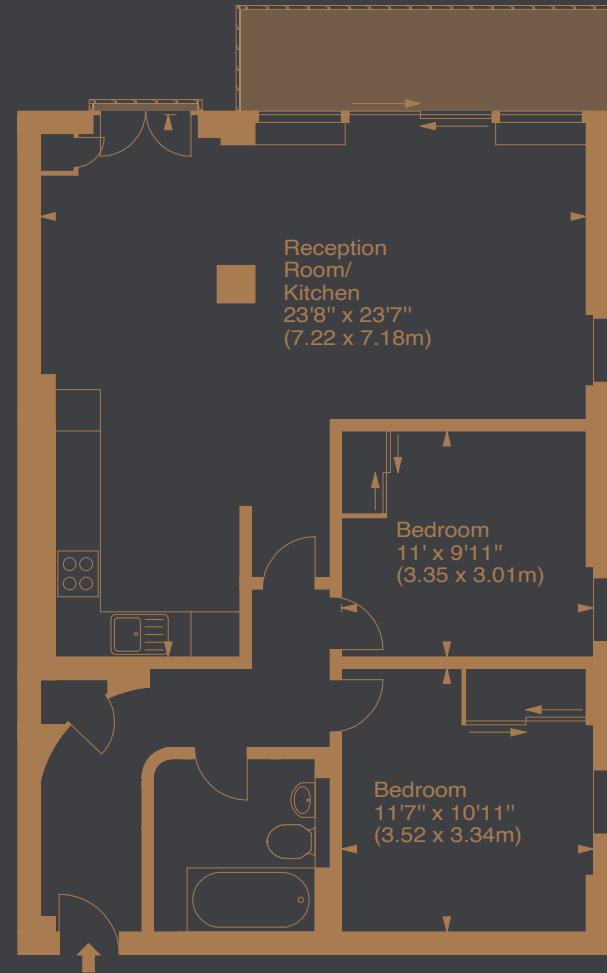 Reception
Room/
Kitchen
23'8" x 23'7"
(7.22 x 7.18m)
Bedroom
11' x 9'11"
(3.35 x 3.01m)
Bedroom
11'7" x 10'11"
(3.52 x 3.34m)